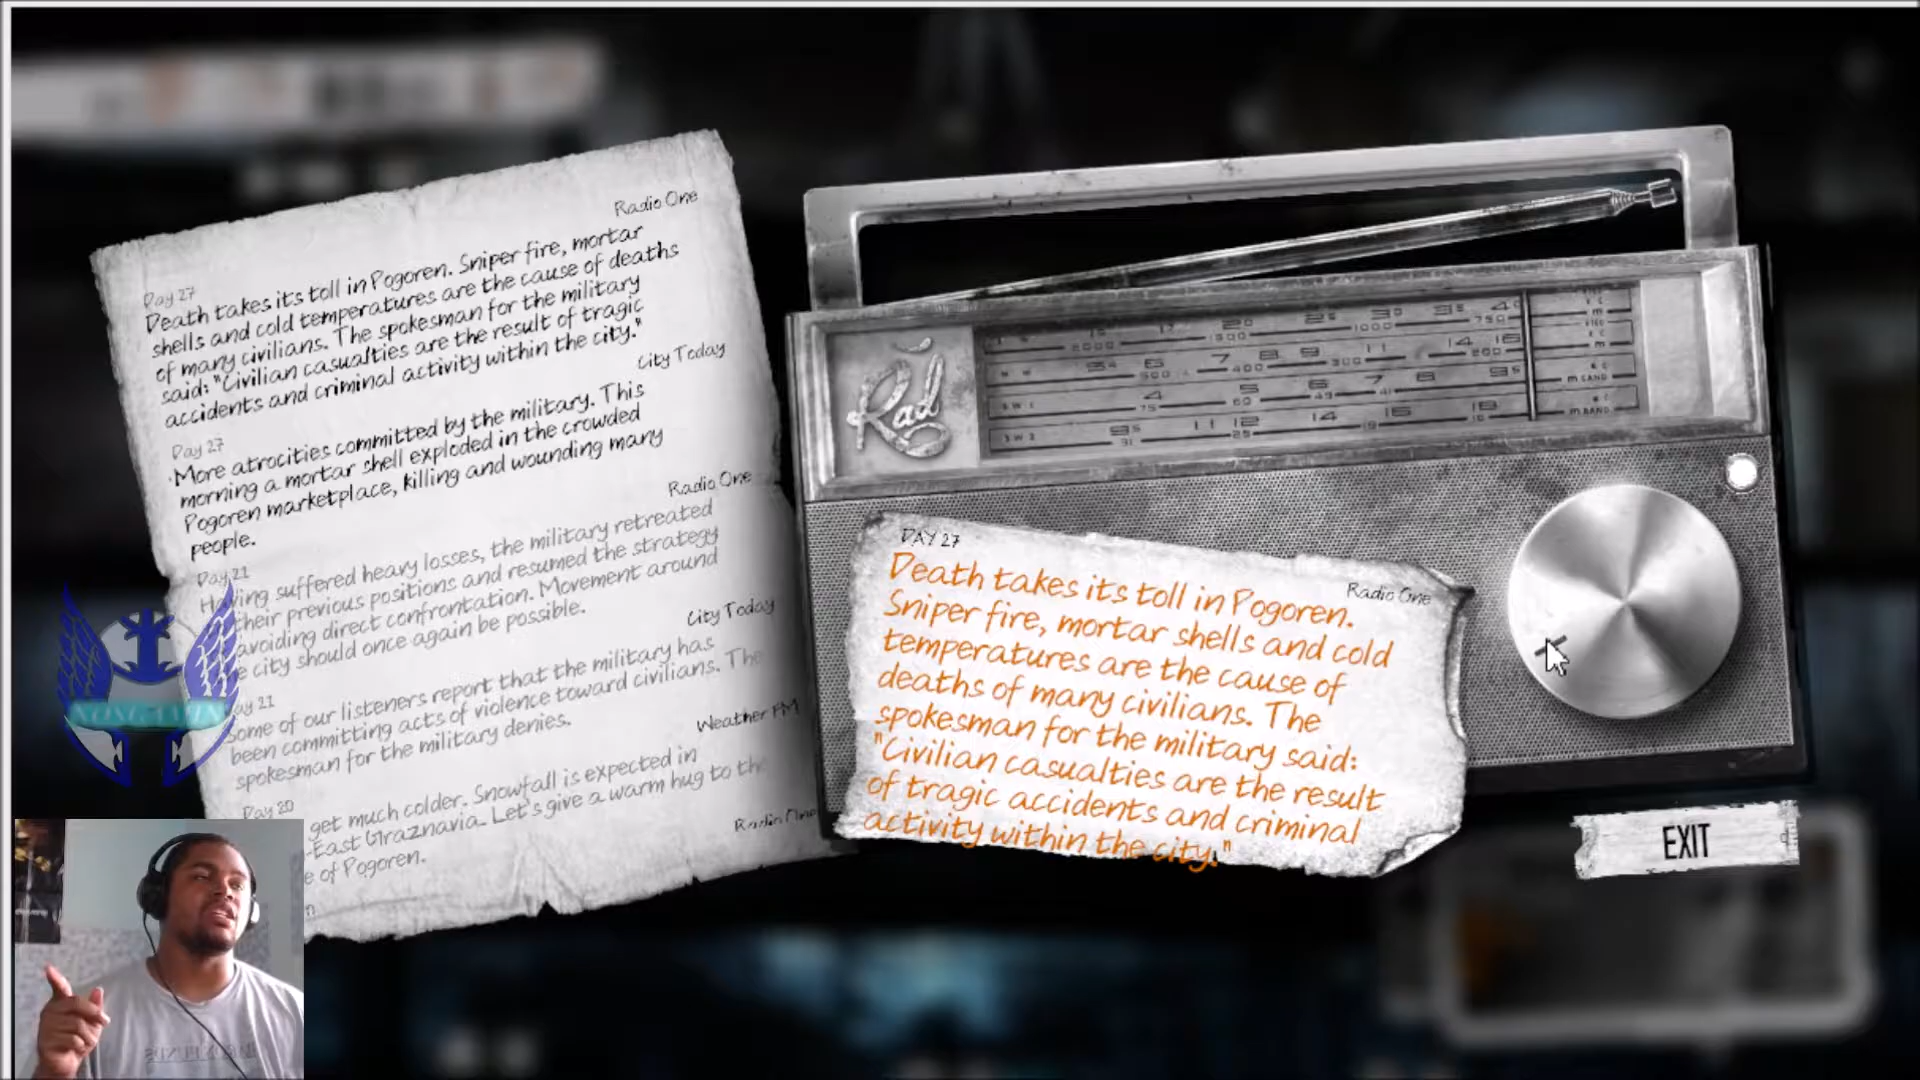 Radio One
Day 27
Death takes its toll in Pogoren. Sniper fire, mortar
shells and cold temperatures are the cause of deaths
of many civilians. The spokesman for the military
said: "Civilian casualties are the result of tragic
accidents and criminal activity within the city."
City Today
Day 27
More atrocities committed by the military. This
morning a mortar shell exploded in the crowded
Pogoren marketplace, killing and wounding many
people.
Radio One
Day 21
Having suffered heavy losses, the military retreated
their previous positions and resumed the strategy
avoiding direct confrontation. Movement around
e city should once again be possible.
City Today
ay 21
Some of our listeners report that the military has
been committing acts of violence toward civilians. The
spokesman for the military denies.
Weather FM
Day 20
get much colder. Snowfall is expected in
-East Graznavia. Let's give a warm hug to the
e of Pogoren.
Radio One
Rad
DAY 27
Radio One
Death takes its toll in Pogoren.
Sniper fire, mortar shells and cold
temperatures are the cause of
deaths of many civilians. The
spokesman for the military said:
"Civilian casualties are the result
of tragic accidents and criminal
activity within the city."
EXIT